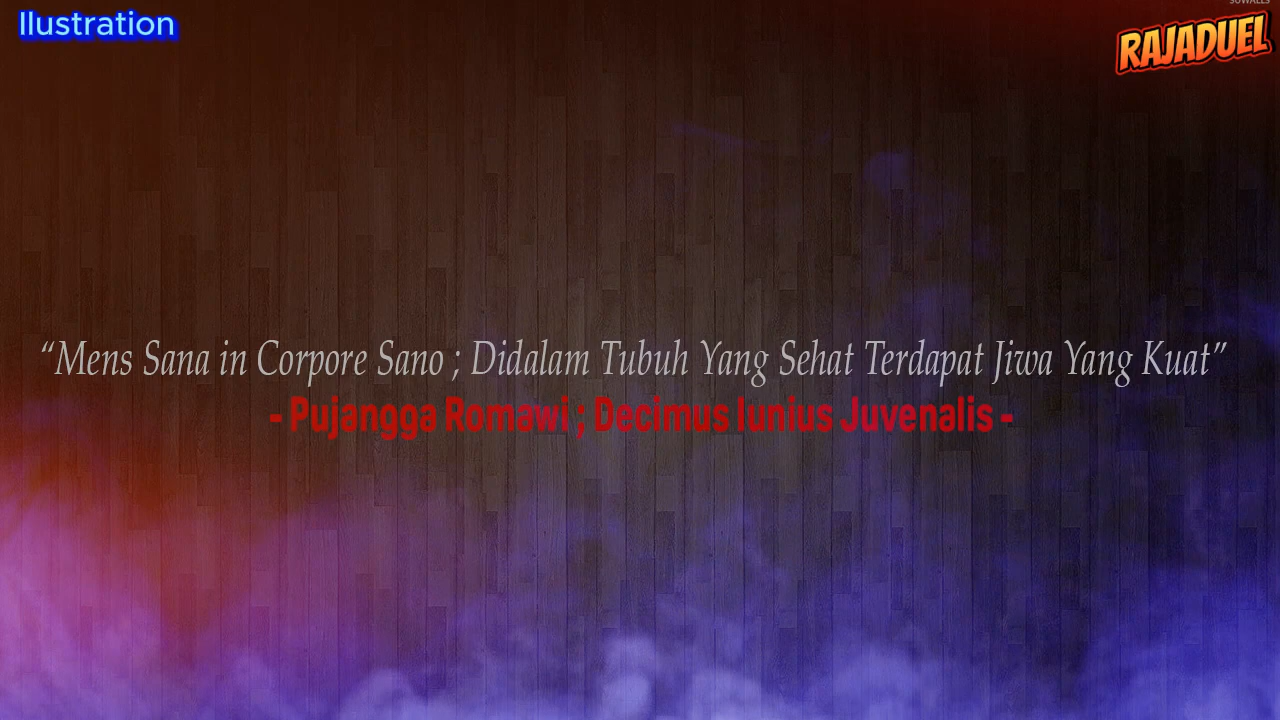 Ilustration
RAJADUEL
“Mens Sana in Corpore Sano ; Didalam Tubuh Yang Sehat Terdapat Jiwa Yang Kuat”
- Pujangga Romawi ; Decimus Iunius Juvenalis -